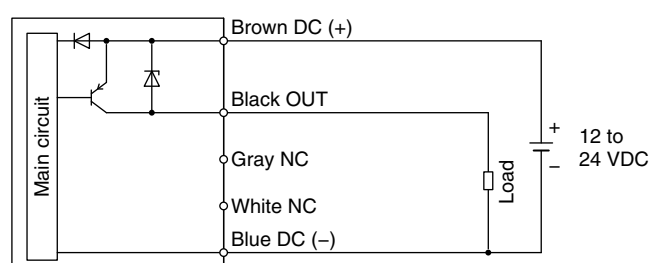 Brown DC (+)
Main circuit
Black OUT
Gray NC
White NC
Blue DC (−)
Load
+
−
12 to
24 VDC